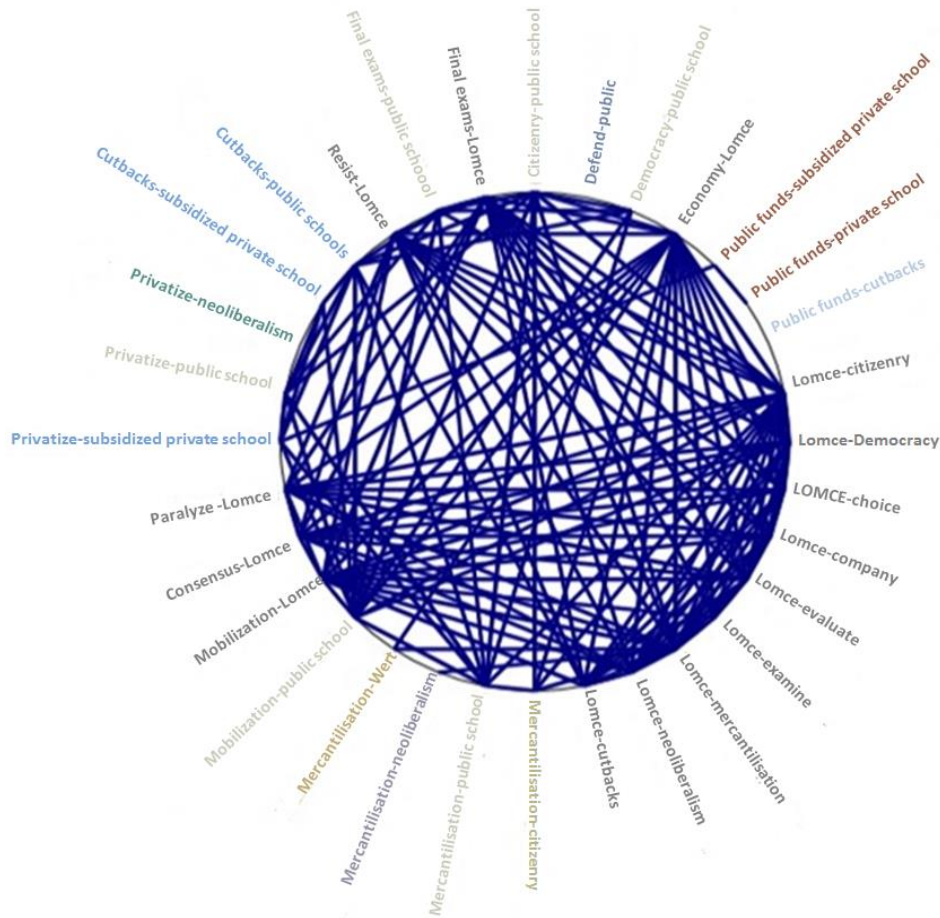 Citizenry-public school
Defend-public
Democracy-public school
Economy-Lomce
Public funds-subsidized private school
Public funds-private school
Public funds-cutbacks
Lomce-citizenry
Lomce-Democracy
LOMCE-choice
Lomce-company
Lomce-evaluate
Lomce-examine
Lomce-mercantilisation
Lomce-neoliberalism
Lomce-cutbacks
Mercantilisation-citizenry
Mercantilisation-public school
Mercantilisation-neoliberalism
Mercantilisation-Wert
Mobilization-public school
Mobilization-Lomce
Consensus-Lomce
Paralyze -Lomce
Privatize-subsidized private school
Privatize-public school
Privatize-neoliberalism
Cutbacks-subsidized private school
Cutbacks-public schools
Resist-Lomce
Final exams-public schoool
Final exams-Lomce